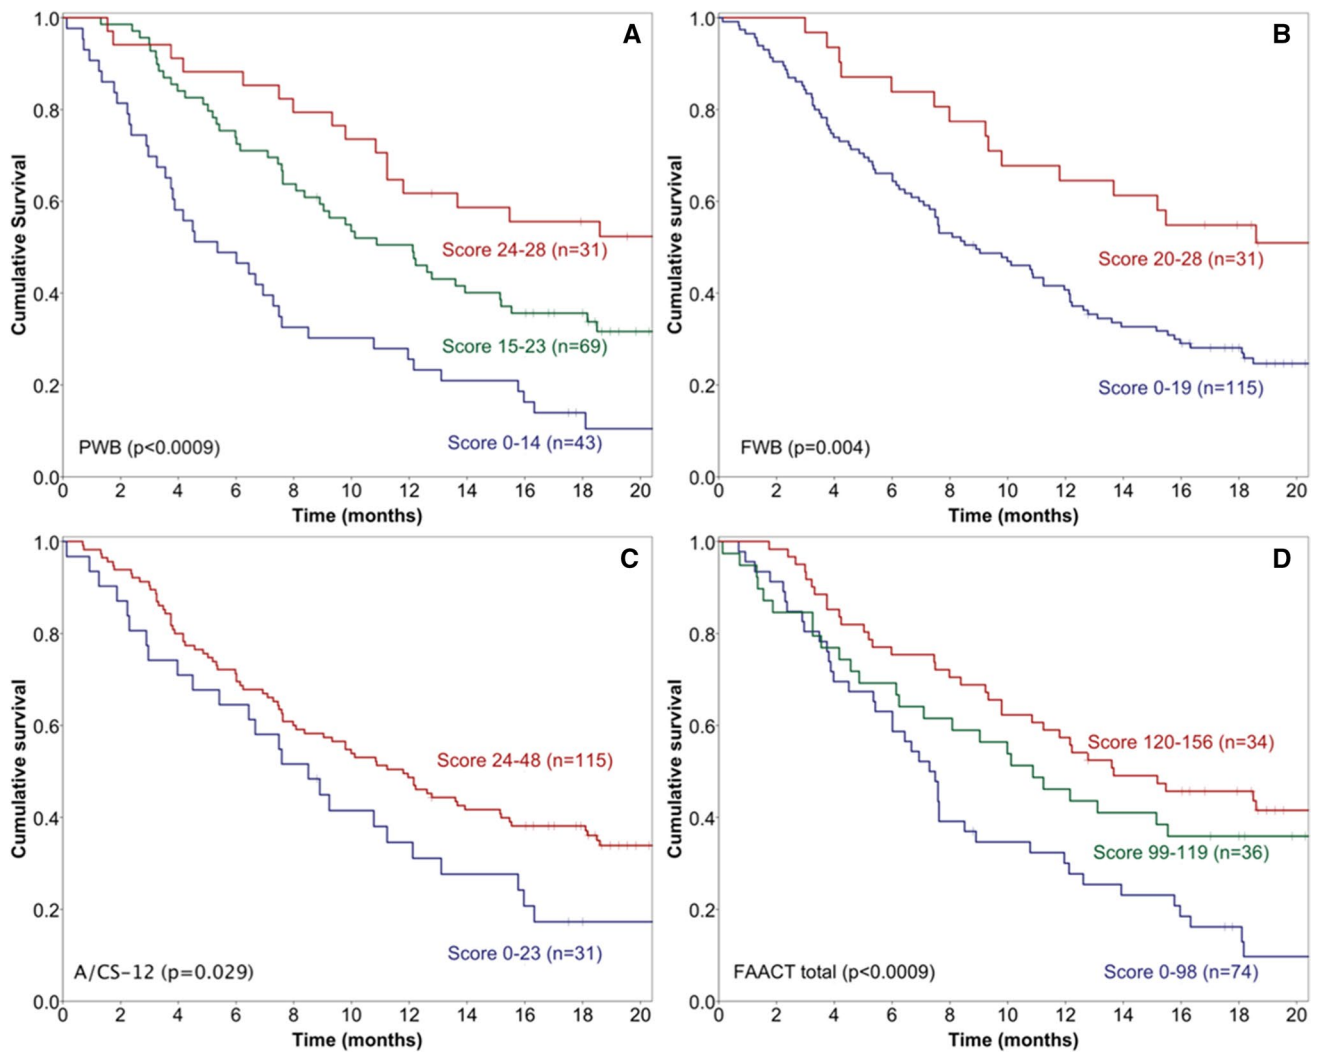 A
1.0
0.8
0.6
0.4
0.2
0.0
Cumulative Survival
Score 24-28 (n=31)
Score 15-23 (n=69)
Score 0-14 (n=43)
PWB (p<0.0009)
0 2 4 6 8 10 12 14 16 18 20
Time (months)
B
1.0
0.8
0.6
0.4
0.2
0.0
Cumulative survival
Score 20-28 (n=31)
Score 0-19 (n=115)
FWB (p=0.004)
0 2 4 6 8 10 12 14 16 18 20
Time (months)
C
1.0
0.8
0.6
0.4
0.2
0.0
Cumulative survival
Score 24-48 (n=115)
Score 0-23 (n=31)
A/CS-12 (p=0.029)
0 2 4 6 8 10 12 14 16 18 20
Time (months)
D
1.0
0.8
0.6
0.4
0.2
0.0
Cumulative survival
Score 120-156 (n=34)
Score 99-119 (n=36)
Score 0-98 (n=74)
FAACT total (p<0.0009)
0 2 4 6 8 10 12 14 16 18 20
Time (months)